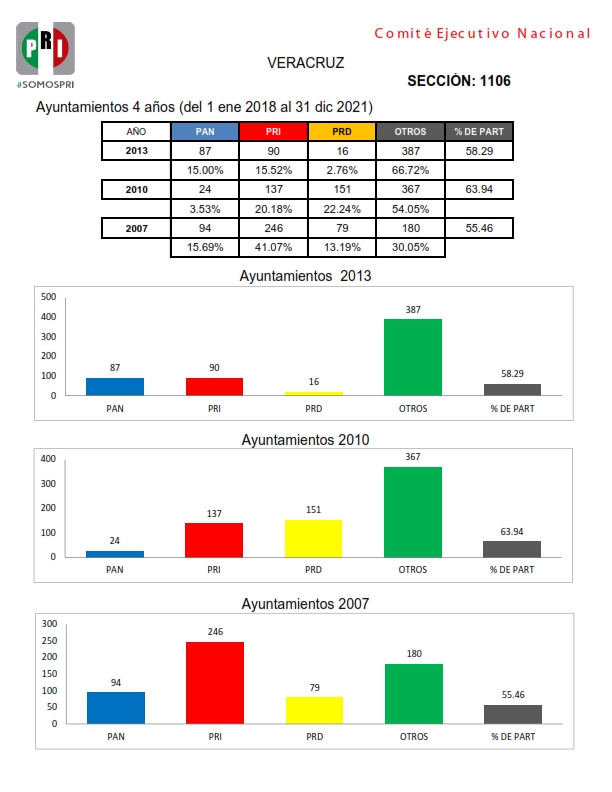 PRI
#SOMOSPRI
Comité Ejecutivo Nacional
VERACRUZ
SECCIÓN: 1106
Ayuntamientos 4 años (del 1 ene 2018 al 31 dic 2021)
AÑO PAN PRI PRD OTROS % DE PART
2013 87 90 16 387 58.29
15.00% 15.52% 2.76% 66.72%
2010 24 137 151 367 63.94
3.53% 20.18% 22.24% 54.05%
2007 94 246 79 180 55.46
15.69% 41.07% 13.19% 30.05%
Ayuntamientos 2013
500
400
300
200
100
0
87 90 16 387 58.29
PAN PRI PRD OTROS % DE PART
Ayuntamientos 2010
400
300
200
100
0
24 137 151 367 63.94
PAN PRI PRD OTROS % DE PART
Ayuntamientos 2007
300
250
200
150
100
50
0
94 246 79 180 55.46
PAN PRI PRD OTROS % DE PART